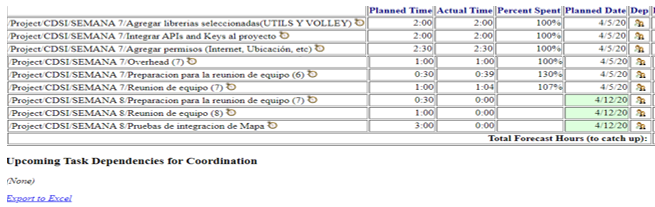 Planned Time Actual Time Percent Spent Planned Date Dep
/Project/CDSI/SEMANA 7/Agregar librerias seleccionadas(UTILS Y VOLLEY) 2:00 2:00 100% 4/5/20
/Project/CDSI/SEMANA 7/Integrar APIs and Keys al proyecto 2:00 2:00 100% 4/5/20
/Project/CDSI/SEMANA 7/Agregar permisos (Internet, Ubicación, etc) 2:30 2:30 100% 4/5/20
/Project/CDSI/SEMANA 7/Overhead (7) 1:00 1:00 100% 4/5/20
/Project/CDSI/SEMANA 7/Preparacion para la reunion de equipo (6) 0:30 0:39 130% 4/5/20
/Project/CDSI/SEMANA 7/Reunion de equipo (7) 1:00 1:04 107% 4/5/20
/Project/CDSI/SEMANA 8/Preparacion para la reunion de equipo (7) 0:30 0:00 4/12/20
/Project/CDSI/SEMANA 8/Reunion de equipo (8) 1:00 0:00 4/12/20
/Project/CDSI/SEMANA 8/Pruebas de integracion de Mapa 3:00 0:00 4/12/20
Total Forecast Hours (to catch up):
Upcoming Task Dependencies for Coordination
(None)
Export to Excel